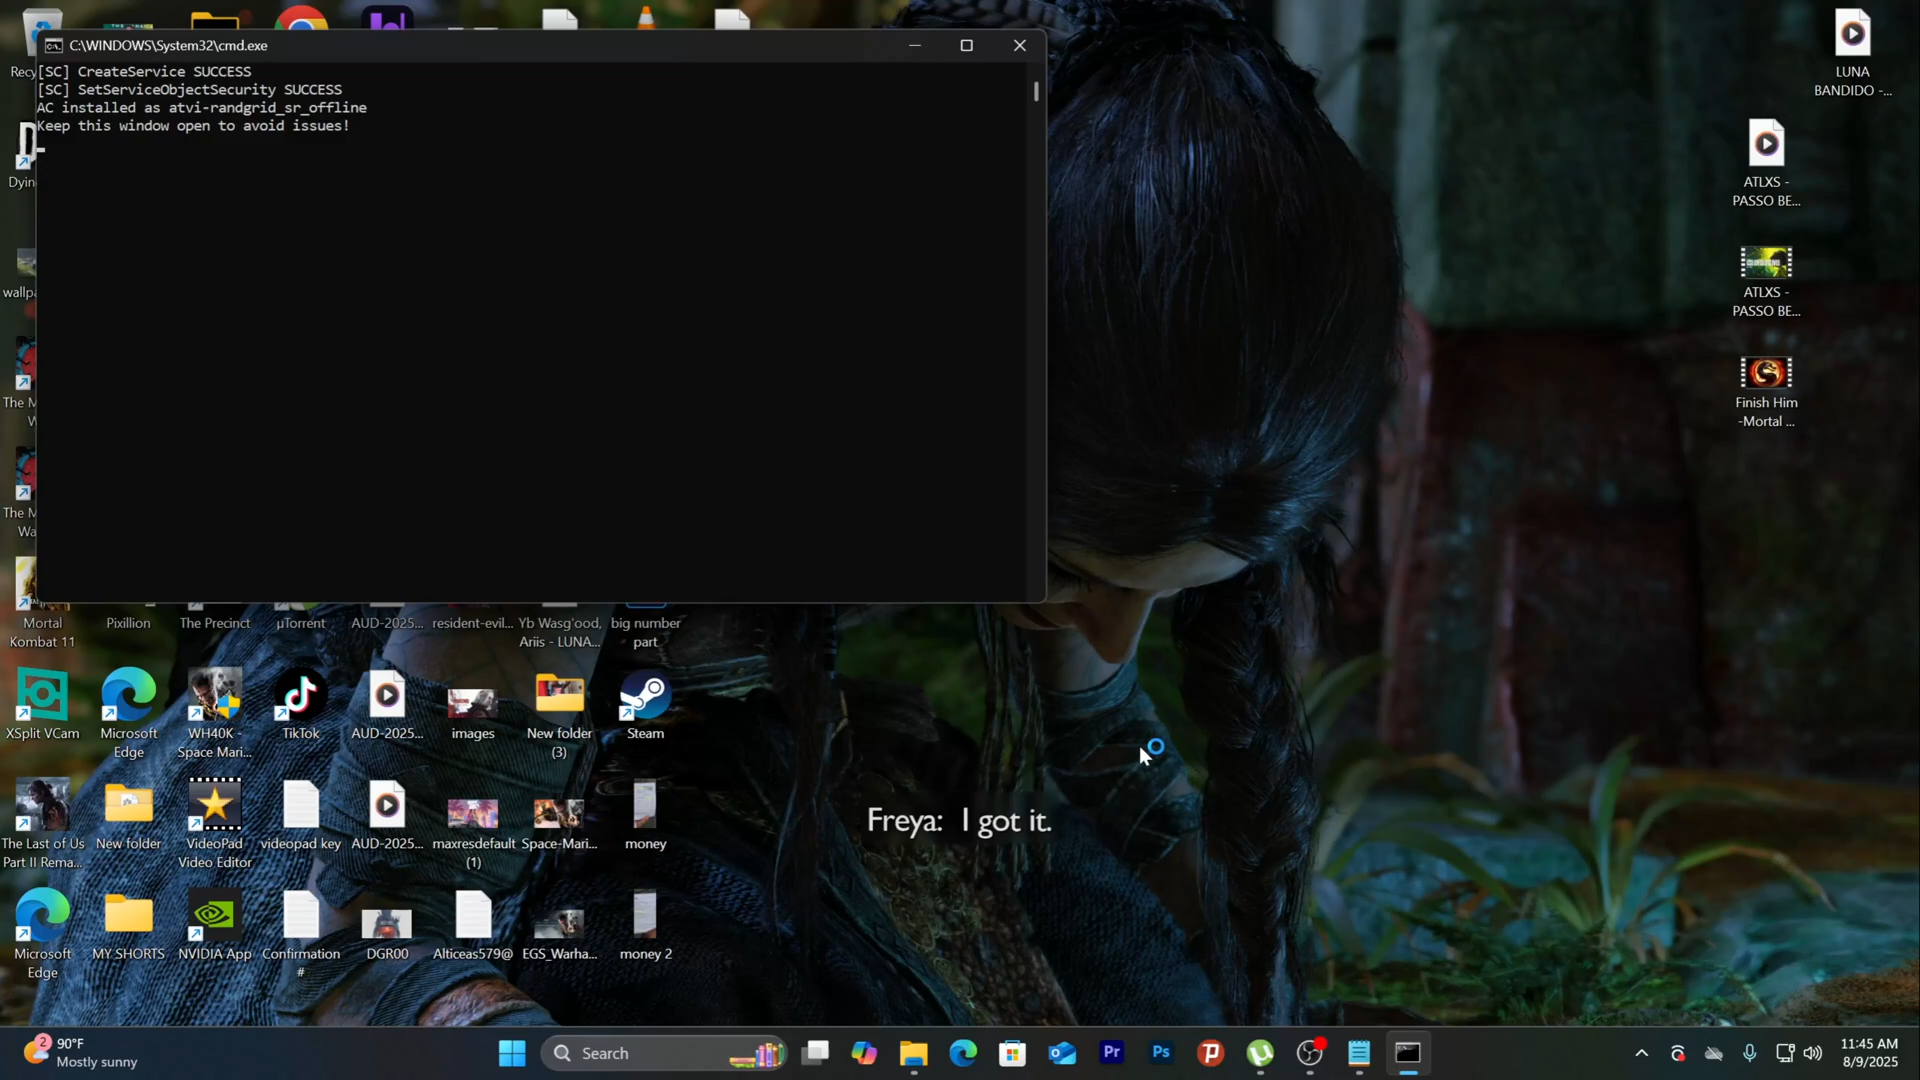 C:\WINDOWS\System32\cmd.exe
[SC] CreateService SUCCESS
[SC] SetServiceObjectSecurity SUCCESS
AC installed as atvi-randgrid_sr_offline
Keep this window open to avoid issues!
LUNA
BANDIDO -...
ATLXS -
PASSO BE...
ATLXS -
PASSO BE...
Finish Him
-Mortal ...
Mortal
Kombat 11
Pixillion
The Precinct
µTorrent
AUD-2025...
resident-evil...
Yb Wasg'ood,
Ariis - LUNA...
big number
part
XSplit VCam
Microsoft
Edge
WH40K -
Space Mari...
TikTok
AUD-2025...
images
New folder
(3)
Steam
The Last of Us
Part II Rema...
New folder
VideoPad
Video Editor
videopad key
AUD-2025...
maxresdefault
(1)
Space-Mari...
money
Microsoft
Edge
MY SHORTS
NVIDIA App
Confirmation
#
DGR00
Alticeas579@
EGS_Warha...
money 2
Freya: I got it.
2
90°F
Mostly sunny
Search
Pr
Ps
11:45 AM
8/9/2025